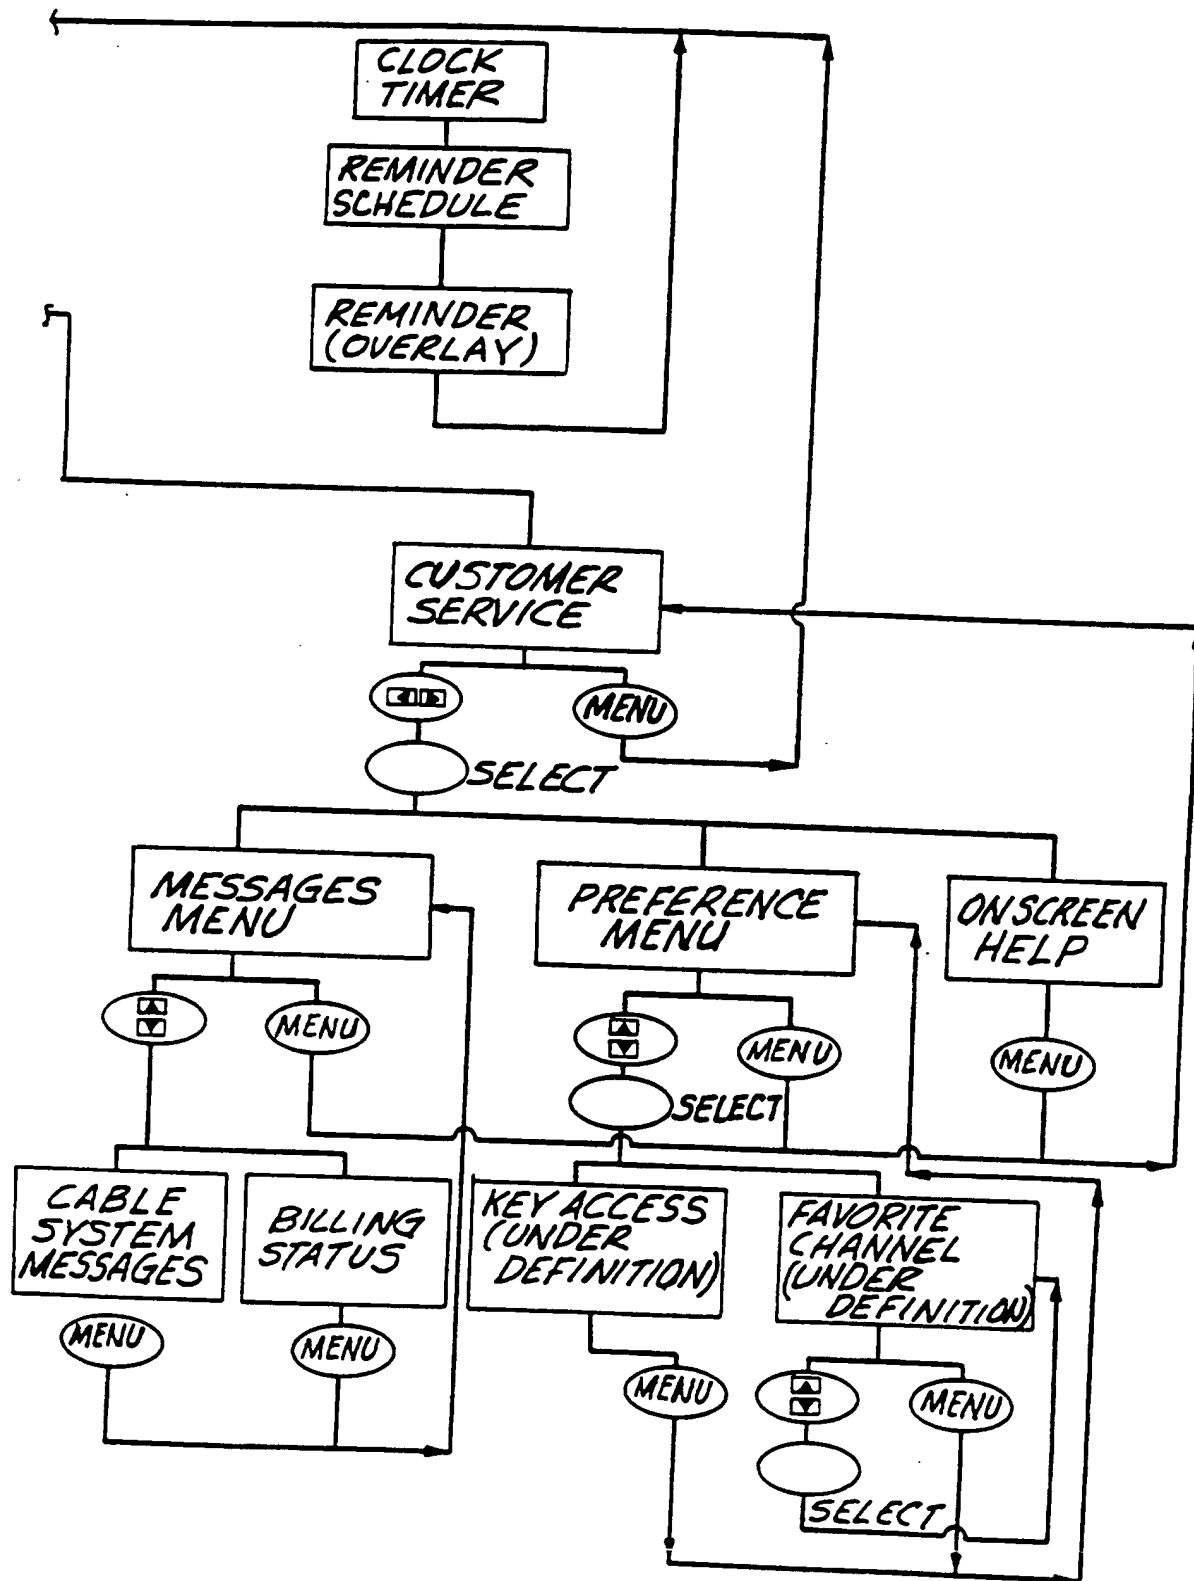 CLOCK
TIMER
REMINDER
SCHEDULE
REMINDER
(OVERLAY)
CUSTOMER
SERVICE
MENU
SELECT
MESSAGES
MENU
PREFERENCE
MENU
ON SCREEN
HELP
MENU
MENU
MENU
SELECT
CABLE
SYSTEM
MESSAGES
BILLING
STATUS
KEY ACCESS
(UNDER
DEFINITION)
FAVORITE
CHANNEL
(UNDER
DEFINITION)
MENU
MENU
MENU
MENU
SELECT